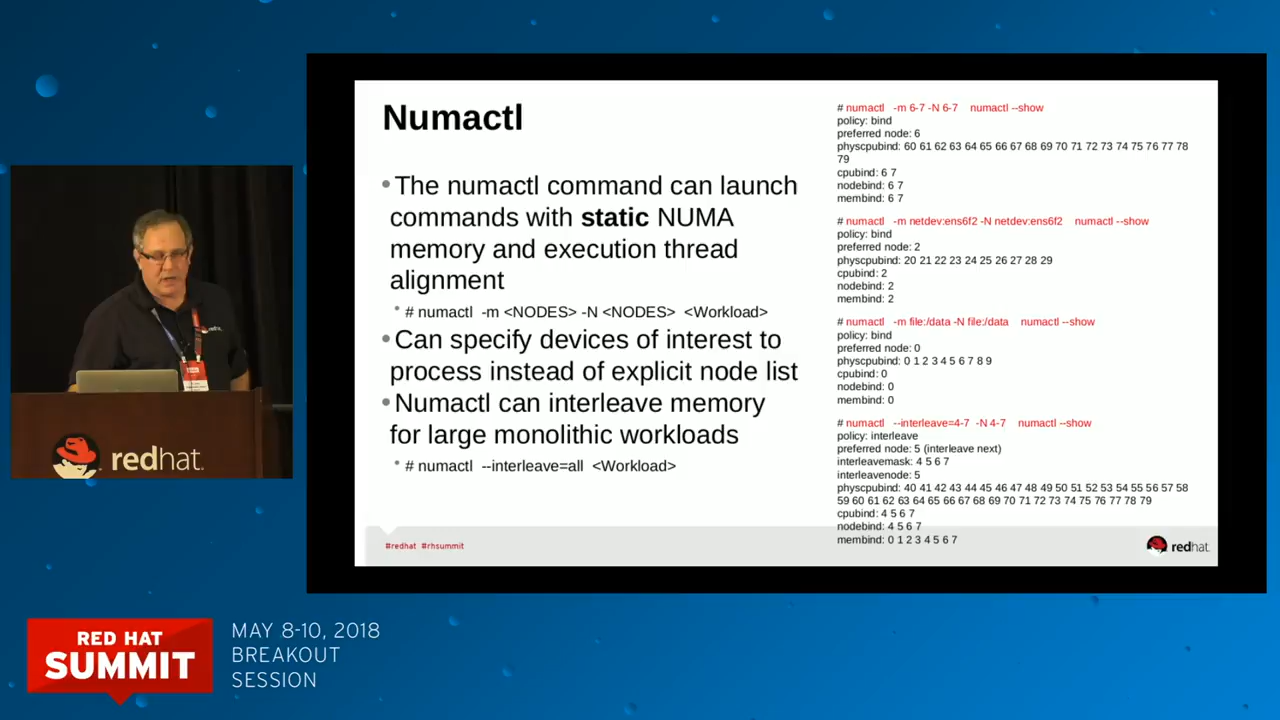 Numactl
•The numactl command can launch
commands with static NUMA
memory and execution thread
alignment
• # numactl -m <NODES> -N <NODES> <Workload>
•Can specify devices of interest to
process instead of explicit node list
•Numactl can interleave memory
for large monolithic workloads
• # numactl --interleave=all <Workload>
# numactl -m 6-7 -N 6-7 numactl --show
policy: bind
preferred node: 6
physcpubind: 60 61 62 63 64 65 66 67 68 69 70 71 72 73 74 75 76 77 78
79
cpubind: 6 7
nodebind: 6 7
membind: 6 7
# numactl -m netdev:ens6f2 -N netdev:ens6f2 numactl --show
policy: bind
preferred node: 2
physcpubind: 20 21 22 23 24 25 26 27 28 29
cpubind: 2
nodebind: 2
membind: 2
# numactl -m file:/data -N file:/data numactl --show
policy: bind
preferred node: 0
physcpubind: 0 1 2 3 4 5 6 7 8 9
cpubind: 0
nodebind: 0
membind: 0
# numactl --interleave=4-7 -N 4-7 numactl --show
policy: interleave
preferred node: 5 (interleave next)
interleavemask: 4 5 6 7
interleavenode: 5
physcpubind: 40 41 42 43 44 45 46 47 48 49 50 51 52 53 54 55 56 57 58
59 60 61 62 63 64 65 66 67 68 69 70 71 72 73 74 75 76 77 78 79
cpubind: 4 5 6 7
nodebind: 4 5 6 7
membind: 0 1 2 3 4 5 6 7
#redhat #rhsummit
redhat.
redhat.
RED HAT
SUMMIT
MAY 8-10, 2018
BREAKOUT
SESSION